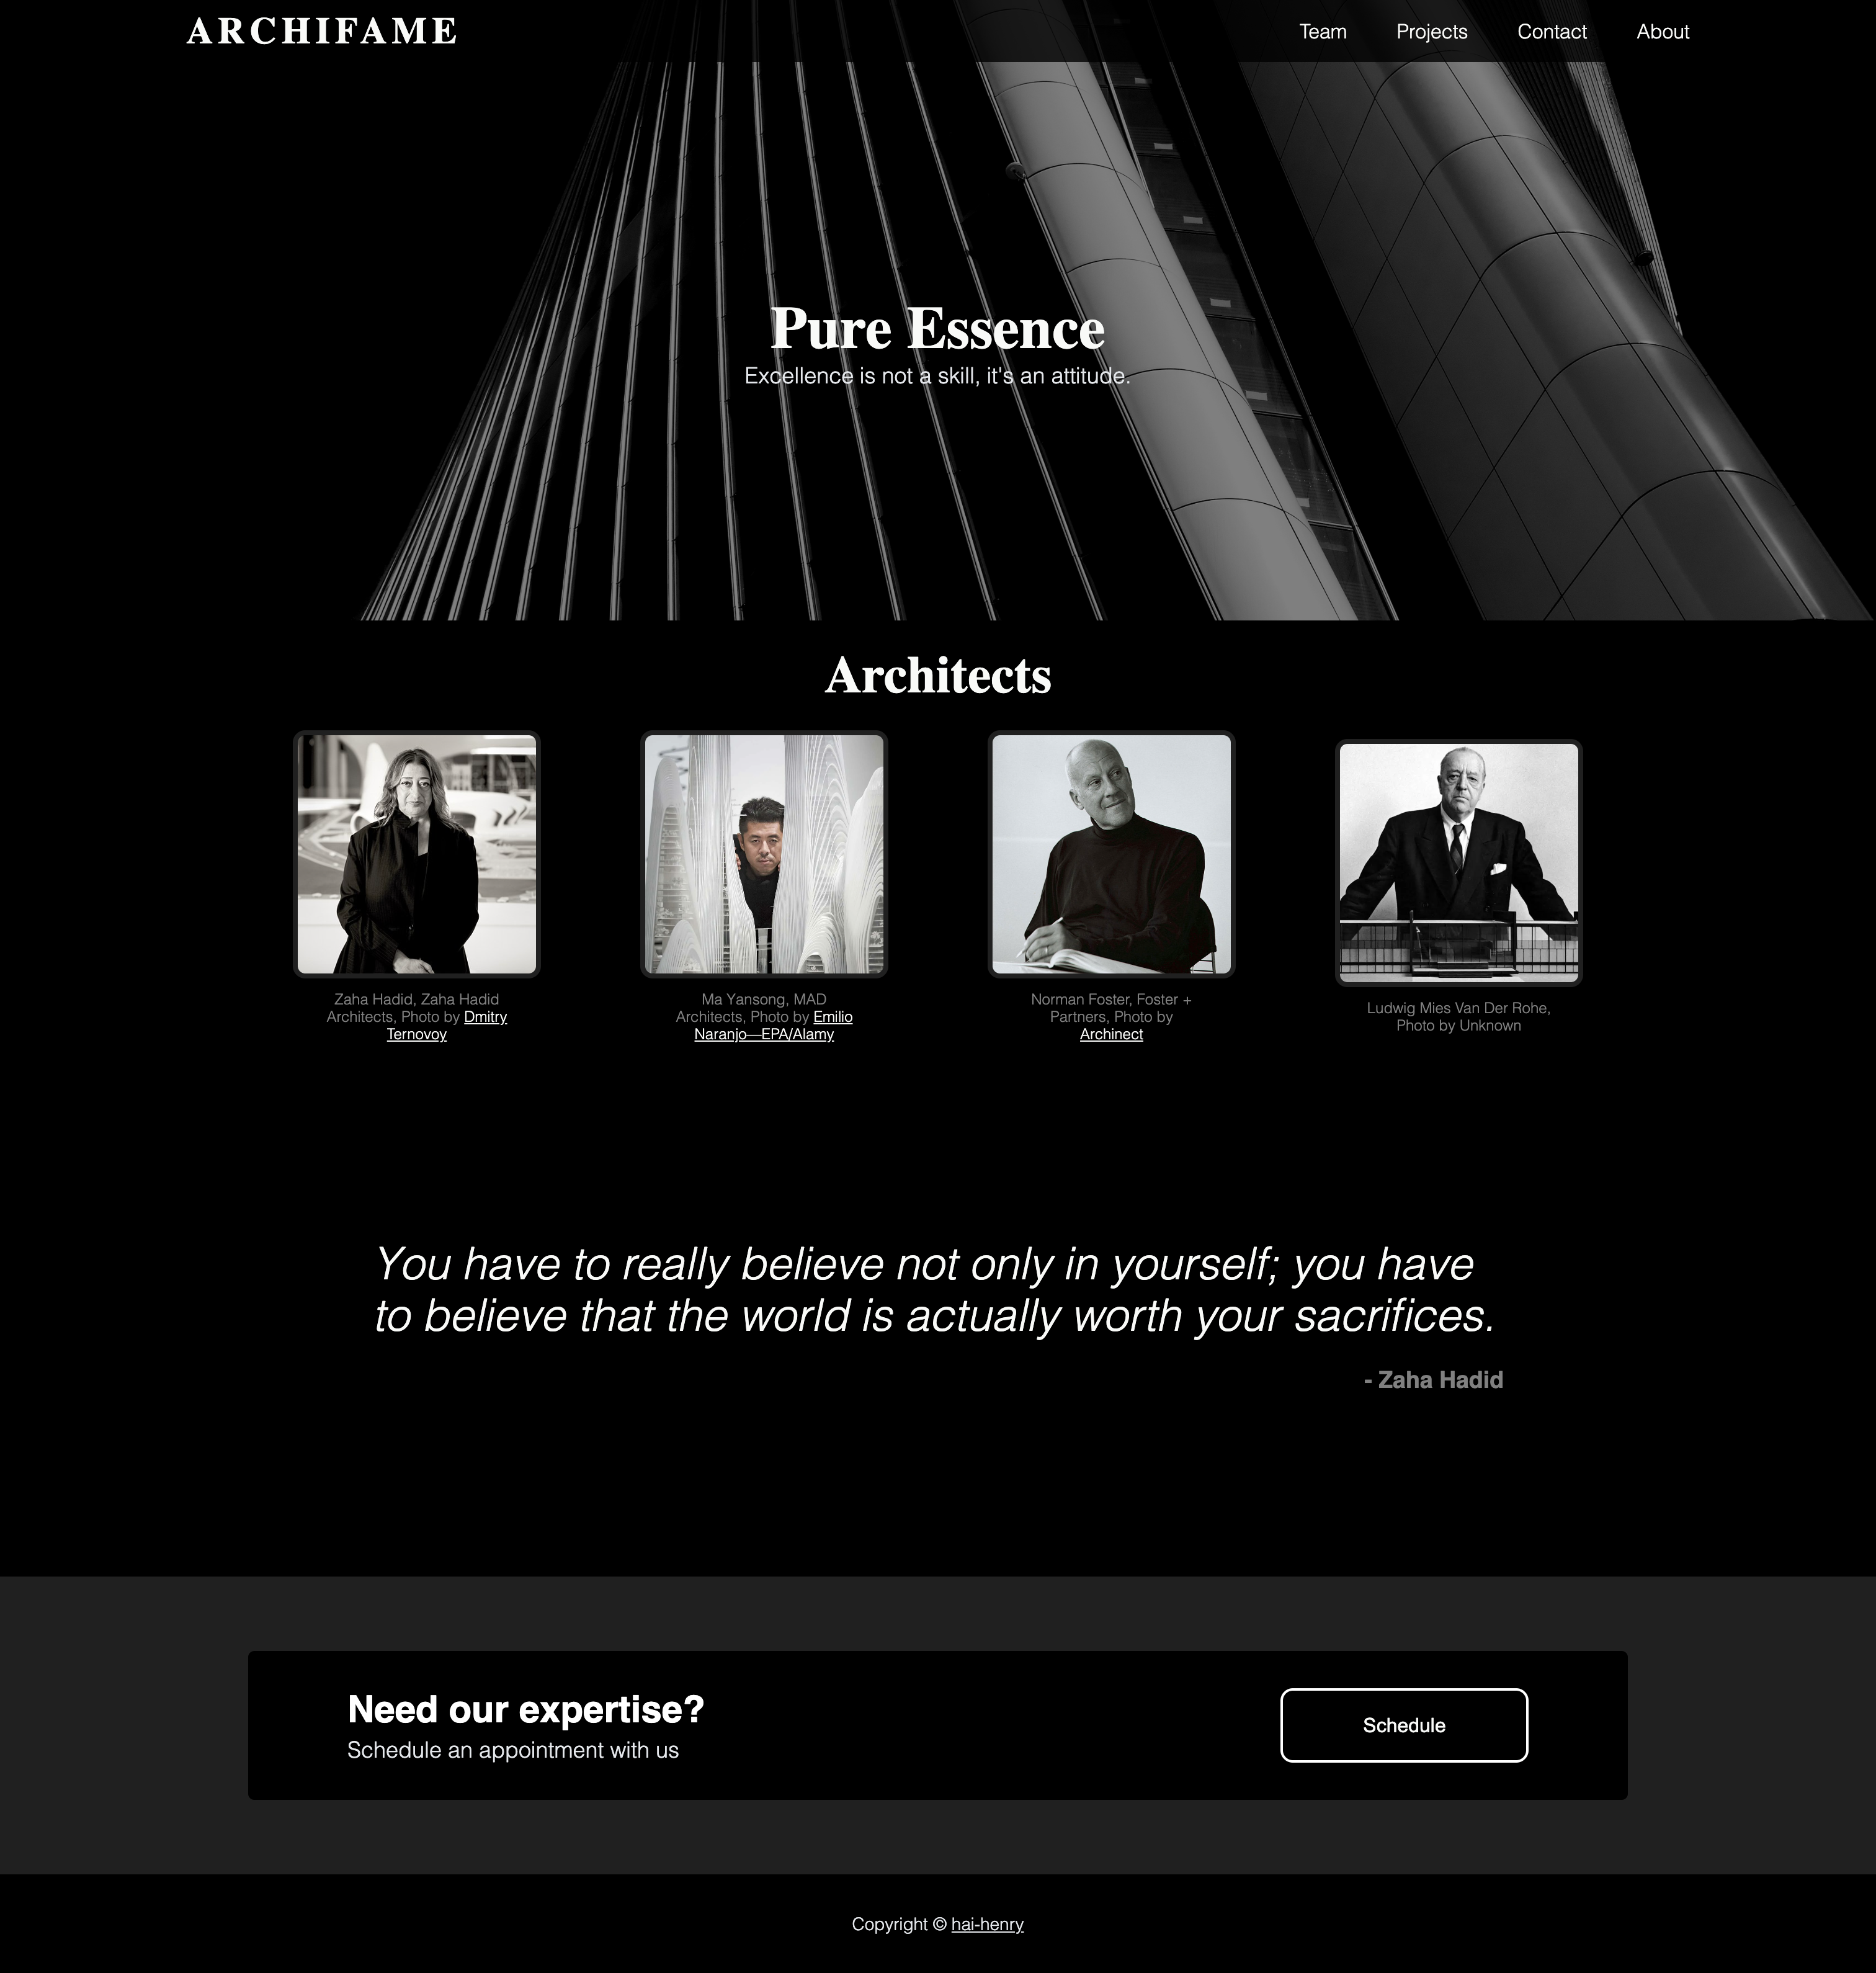 ARCHIFAME
Team Projects Contact About
Pure Essence
Excellence is not a skill, it's an attitude.
Architects
Zaha Hadid, Zaha Hadid
Architects, Photo by Dmitry
Ternovoy
Ma Yansong, MAD
Architects, Photo by Emilio
Naranjo—EPA/Alamy
Norman Foster, Foster +
Partners, Photo by
Archinect
Ludwig Mies Van Der Rohe,
Photo by Unknown
You have to really believe not only in yourself; you have
to believe that the world is actually worth your sacrifices.
- Zaha Hadid
Need our expertise?
Schedule an appointment with us
Schedule
Copyright © hai-henry